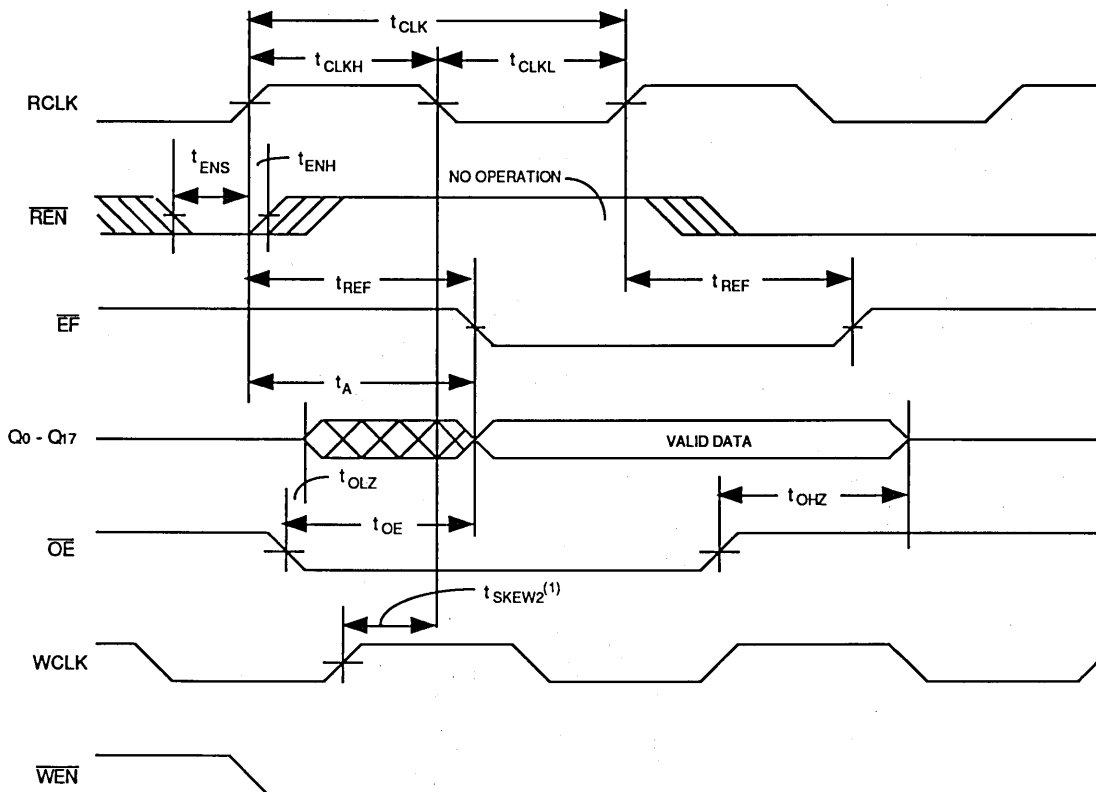 tCLK
tCLKH tCLKL
RCLK
tENS tENH
NO OPERATION
REN
tREF tREF
EF
tA
Q0 - Q17 VALID DATA
tOLZ tOHZ
tOE
OE
tSKEW2(1)
WCLK
WEN